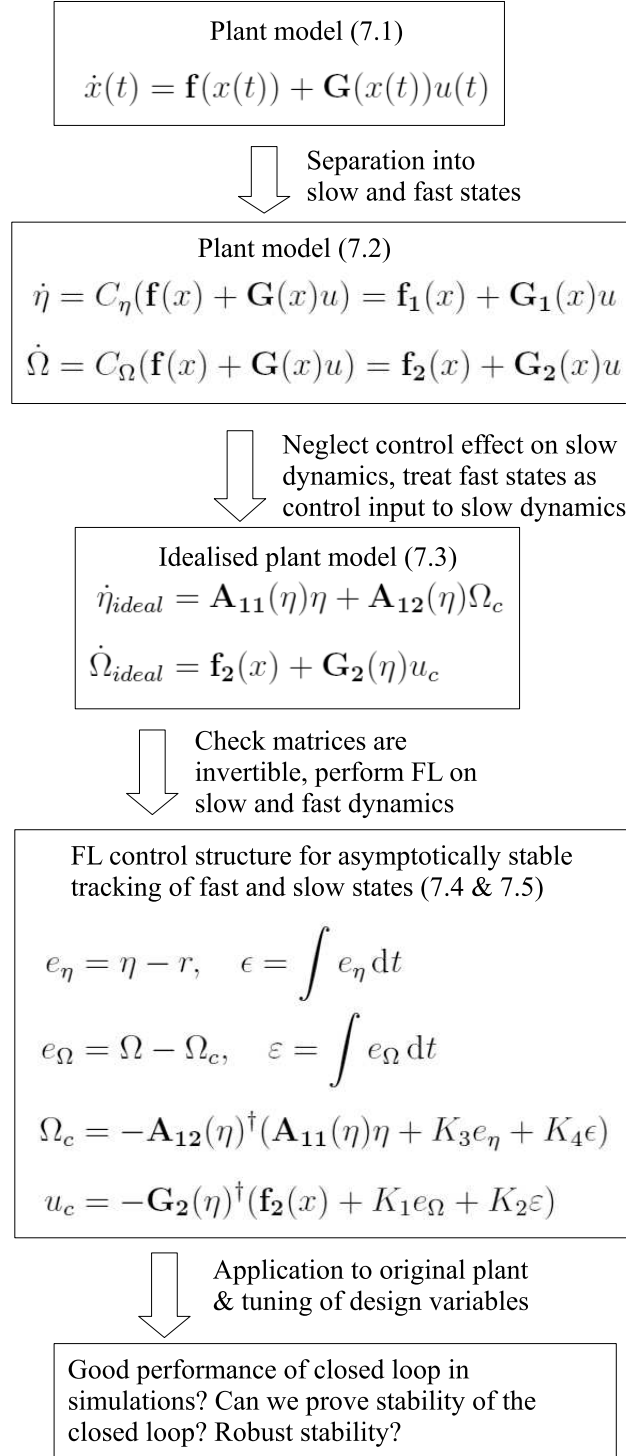 Plant model (7.1)
ẋ(t) = f(x(t)) + G(x(t))u(t)
Separation into
slow and fast states
Plant model (7.2)
η̇ = C_η(f(x) + G(x)u) = f₁(x) + G₁(x)u
Ω̇ = C_Ω(f(x) + G(x)u) = f₂(x) + G₂(x)u
Neglect control effect on slow
dynamics, treat fast states as
control input to slow dynamics
Idealised plant model (7.3)
η̇_ideal = A₁₁(η)η + A₁₂(η)Ω_c
Ω̇_ideal = f₂(x) + G₂(η)u_c
Check matrices are
invertible, perform FL on
slow and fast dynamics
FL control structure for asymptotically stable
tracking of fast and slow states (7.4 & 7.5)
e_η = η − r, ϵ = ∫ e_η dt
e_Ω = Ω − Ω_c, ε = ∫ e_Ω dt
Ω_c = −A₁₂(η)†(A₁₁(η)η + K₃e_η + K₄ϵ)
u_c = −G₂(η)†(f₂(x) + K₁e_Ω + K₂ε)
Application to original plant
& tuning of design variables
Good performance of closed loop in
simulations? Can we prove stability of the
closed loop? Robust stability?